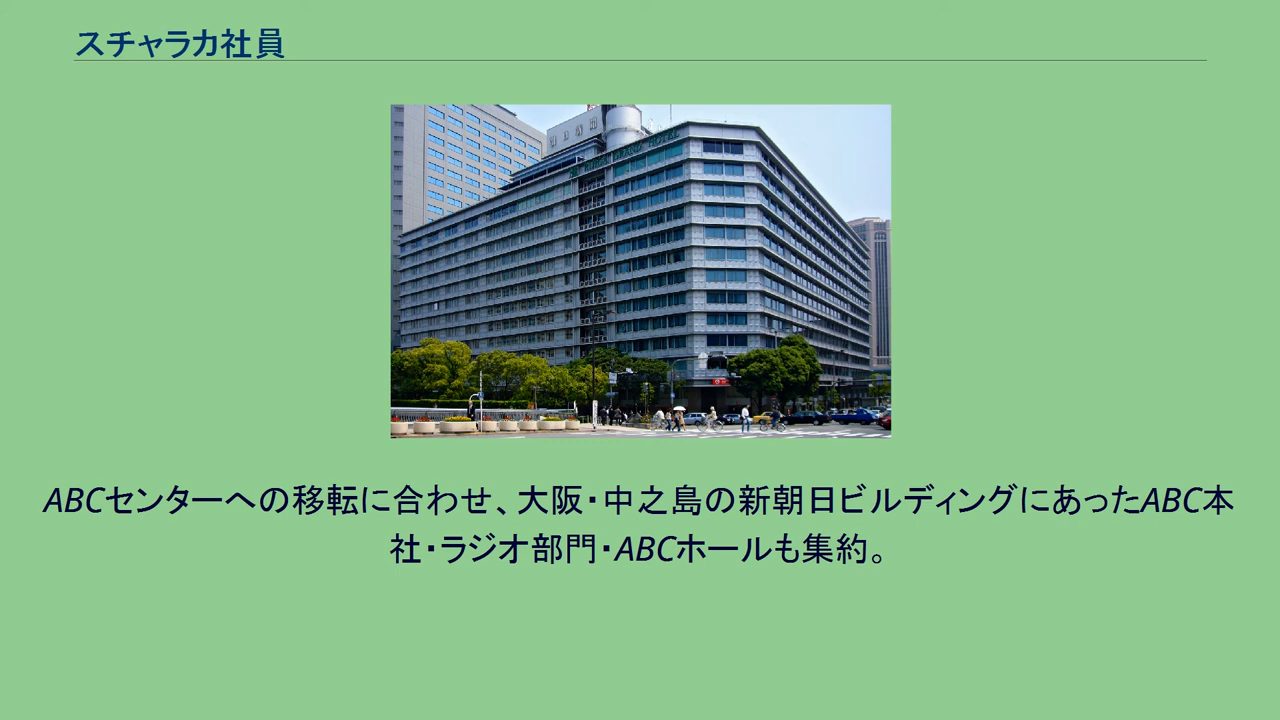 スチャラカ社員
ABCセンターへの移転に合わせ、大阪・中之島の新朝日ビルディングにあったABC本
社・ラジオ部門・ABCホールも集約。